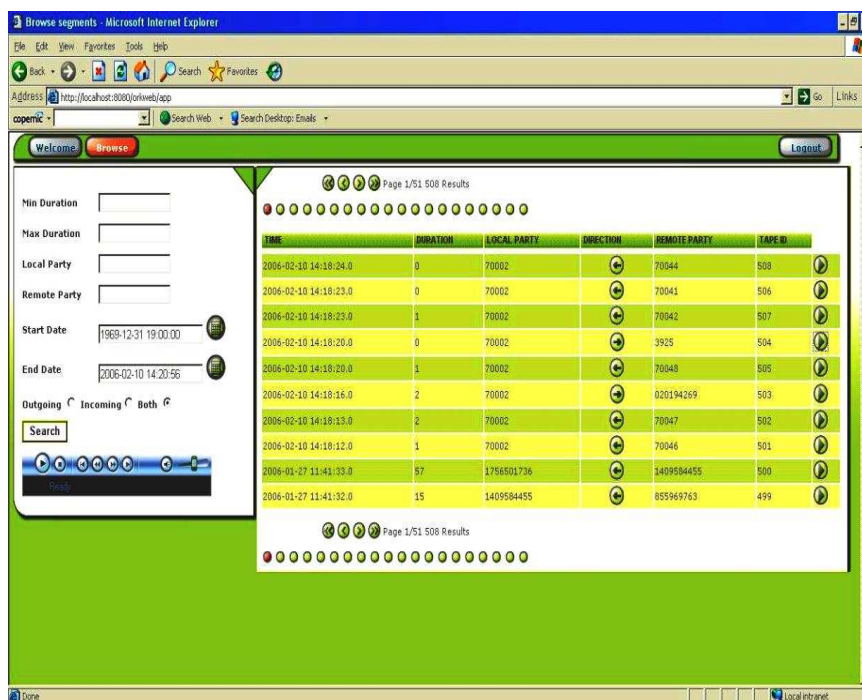 Browse segments - Microsoft Internet Explorer
File Edit View Favorites Tools Help
Back Search Favorites
Address http://localhost:8080/orkweb/app Go Links
copernic Search Web Search Desktop: Emails
Welcome Browse Logout
Min Duration
Max Duration
Local Party
Remote Party
Start Date 1969-12-31 19:00:00
End Date 2006-02-10 14:20:56
Outgoing Incoming Both
Search
Ready
Page 1/51 508 Results
TIME DURATION LOCAL PARTY DIRECTION REMOTE PARTY TAPE ID
2006-02-10 14:18:24.0 0 70002 70044 508
2006-02-10 14:18:23.0 0 70002 70041 506
2006-02-10 14:18:23.0 1 70002 70042 507
2006-02-10 14:18:20.0 0 70002 3925 504
2006-02-10 14:18:20.0 1 70002 70048 505
2006-02-10 14:18:16.0 2 70002 020194269 503
2006-02-10 14:18:13.0 2 70002 70047 502
2006-02-10 14:18:12.0 1 70002 70046 501
2006-01-27 11:41:33.0 57 1756501736 1409584455 500
2006-01-27 11:41:32.0 15 1409584455 855969763 499
Page 1/51 508 Results
Done Local intranet